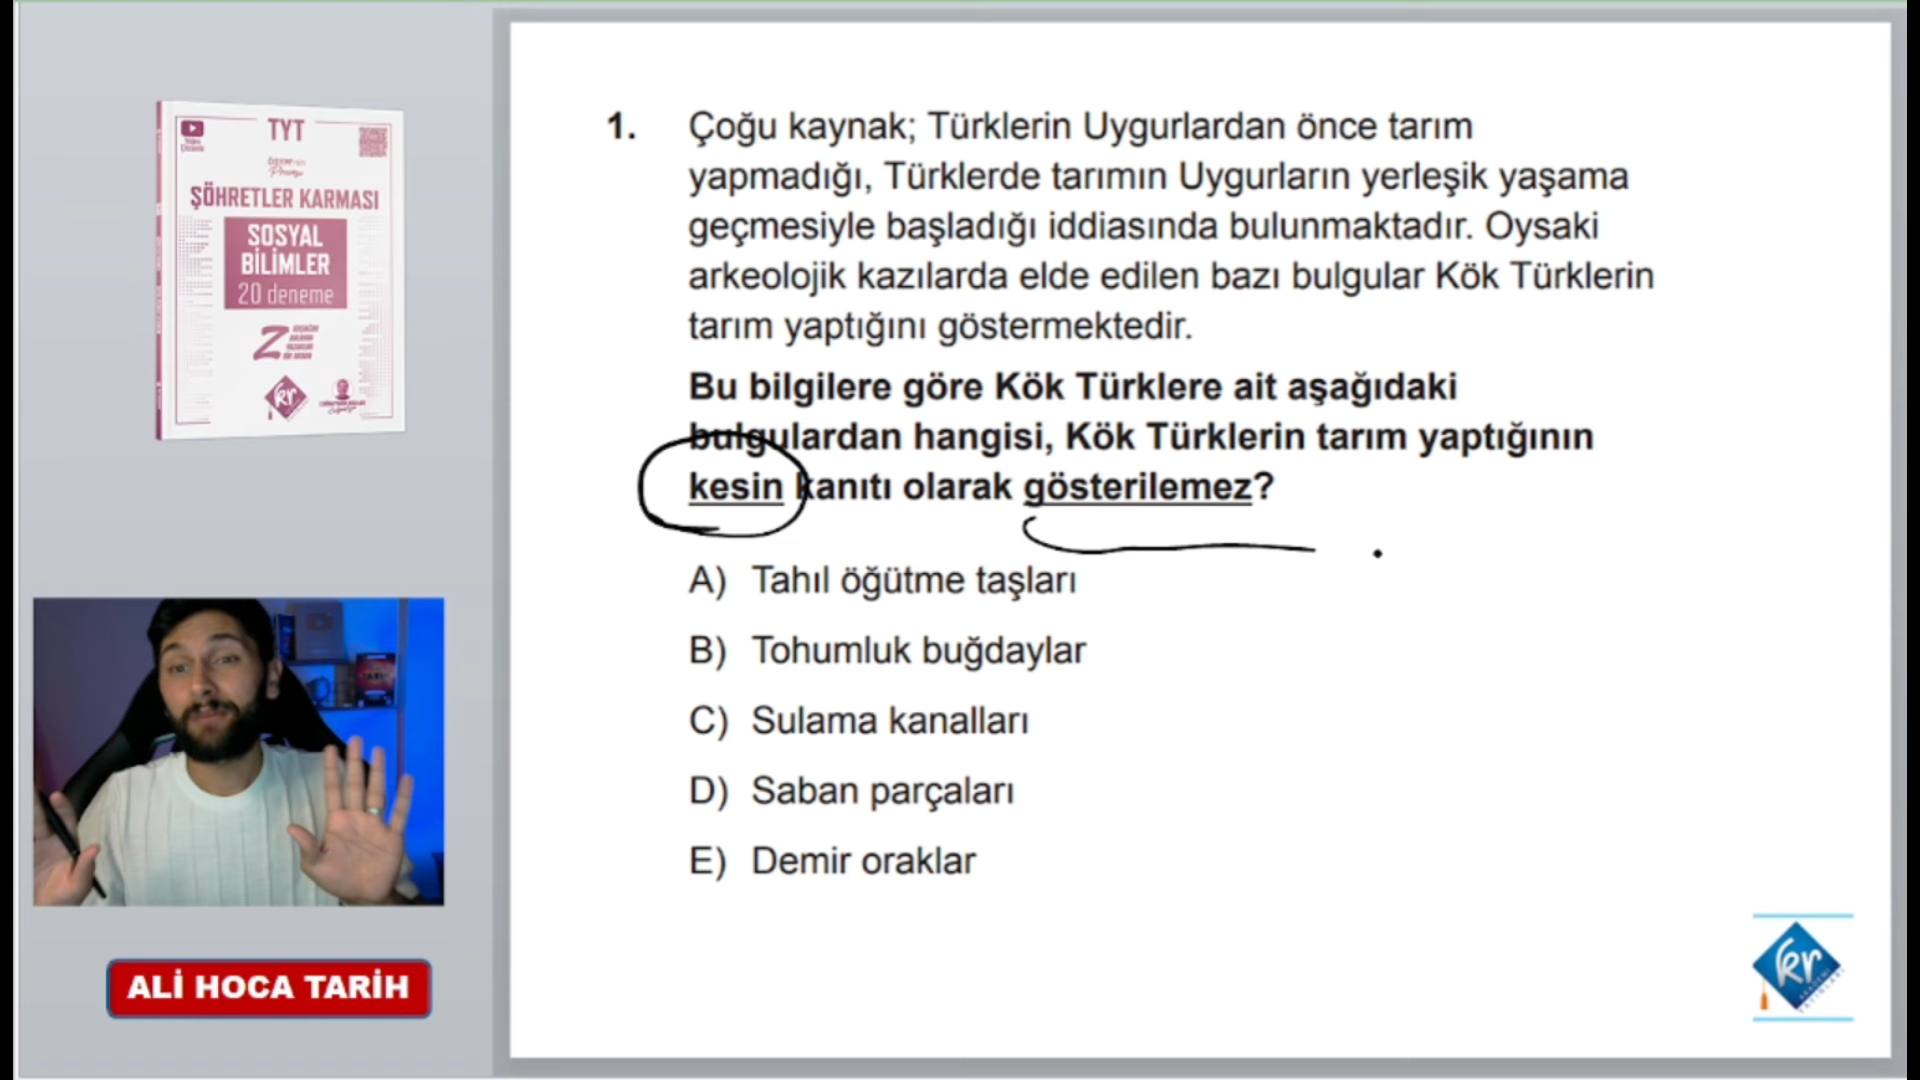 TYT
ŞÖHRETLER KARMASI
SOSYAL
BİLİMLER
20 deneme
kr
ALİ HOCA TARİH
1. Çoğu kaynak; Türklerin Uygurlardan önce tarım
yapmadığı, Türklerde tarımın Uygurların yerleşik yaşama
geçmesiyle başladığı iddiasında bulunmaktadır. Oysaki
arkeolojik kazılarda elde edilen bazı bulgular Kök Türklerin
tarım yaptığını göstermektedir.
Bu bilgilere göre Kök Türklere ait aşağıdaki
bulgulardan hangisi, Kök Türklerin tarım yaptığının
kesin kanıtı olarak gösterilemez?
A) Tahıl öğütme taşları
B) Tohumluk buğdaylar
C) Sulama kanalları
D) Saban parçaları
E) Demir oraklar
kr